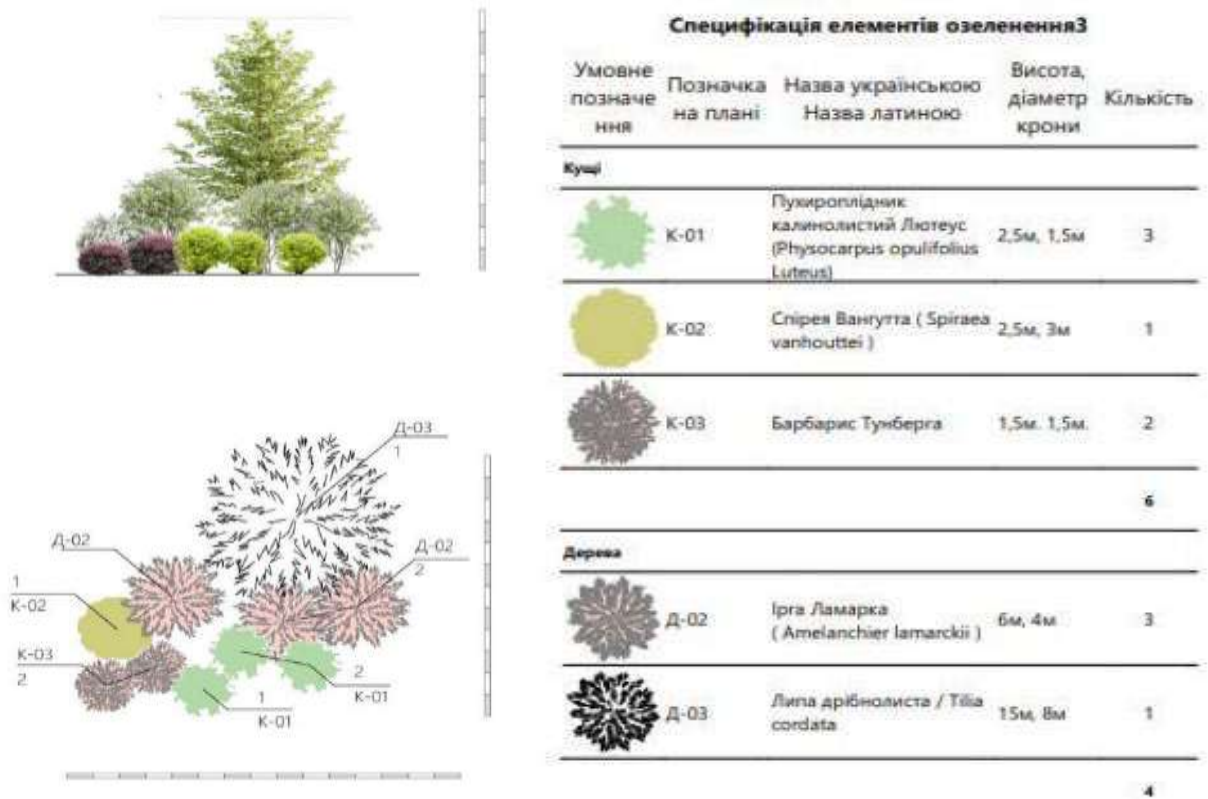 Специфікація елементів озеленення3
Умовне
позначе
ння
Позначка
на плані
Назва українською
Назва латиною
Висота,
діаметр
крони
Кількість
Кущі
К-01
Пухироплідник
калинолистий Лютеус
(Physocarpus opulifolius
Luteus)
2,5м, 1,5м
3
К-02
Спірея Вангутта ( Spiraea
vanhouttei )
2,5м, 3м
1
К-03
Барбарис Тунберга
1,5м. 1,5м.
2
6
Дерева
Д-02
Ірга Ламарка
( Amelanchier lamarckii )
6м, 4м
3
Д-03
Липа дрібнолиста / Tilia
cordata
15м, 8м
1
4
Д-03
1
Д-02
Д-02
2
1
К-02
К-03
2
2
К-01
1
К-01